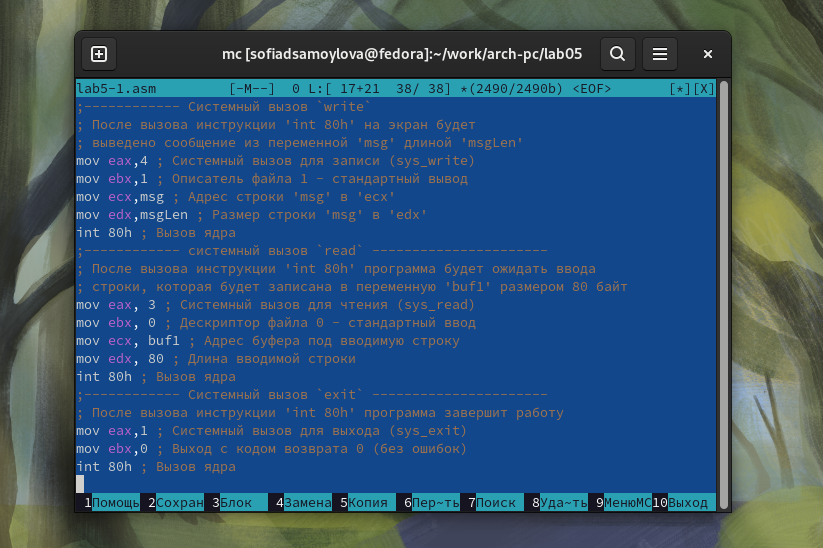 mc [sofiadsamoylova@fedora]:~/work/arch-pc/lab05
lab5-1.asm [-M--] 0 L:[ 17+21 38/ 38] *(2490/2490b) <EOF> [*][X]
;------------ Системный вызов `write`
; После вызова инструкции 'int 80h' на экран будет
; выведено сообщение из переменной 'msg' длиной 'msgLen'
mov eax,4 ; Системный вызов для записи (sys_write)
mov ebx,1 ; Описатель файла 1 - стандартный вывод
mov ecx,msg ; Адрес строки 'msg' в 'ecx'
mov edx,msgLen ; Размер строки 'msg' в 'edx'
int 80h ; Вызов ядра
;------------ системный вызов `read` ----------------------
; После вызова инструкции 'int 80h' программа будет ожидать ввода
; строки, которая будет записана в переменную 'buf1' размером 80 байт
mov eax, 3 ; Системный вызов для чтения (sys_read)
mov ebx, 0 ; Дескриптор файла 0 - стандартный ввод
mov ecx, buf1 ; Адрес буфера под вводимую строку
mov edx, 80 ; Длина вводимой строки
int 80h ; Вызов ядра
;------------ Системный вызов `exit` ----------------------
; После вызова инструкции 'int 80h' программа завершит работу
mov eax,1 ; Системный вызов для выхода (sys_exit)
mov ebx,0 ; Выход с кодом возврата 0 (без ошибок)
int 80h ; Вызов ядра
1Помощь 2Сохран 3Блок 4Замена 5Копия 6Пер~ть 7Поиск 8Уда~ть 9МенюMC 10Выход